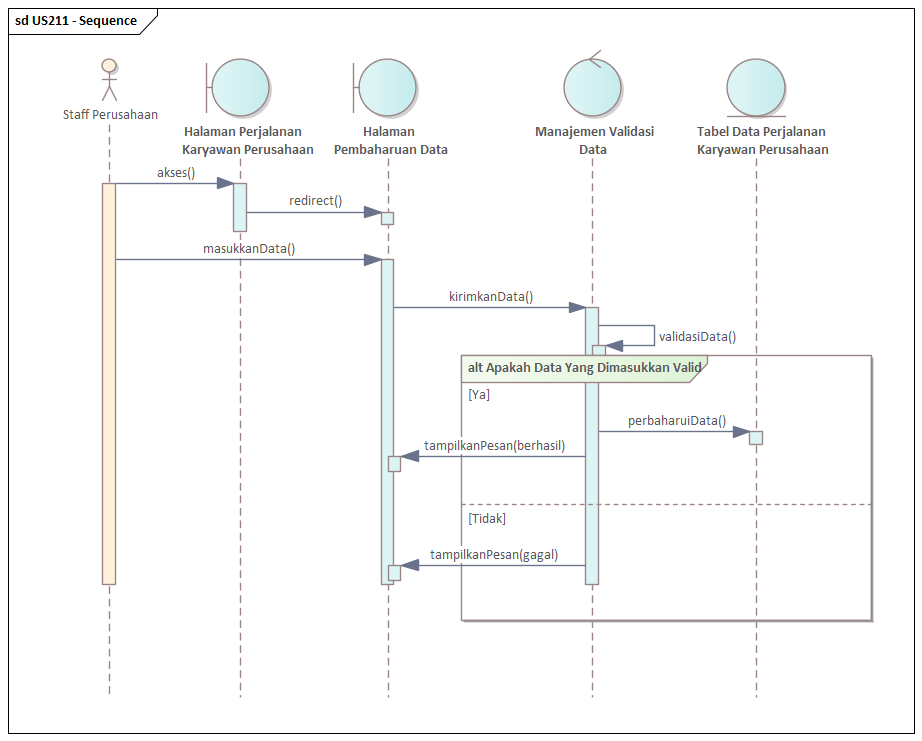 sd US211 - Sequence
Staff Perusahaan
Halaman Perjalanan
Karyawan Perusahaan
Halaman
Pembaharuan Data
Manajemen Validasi
Data
Tabel Data Perjalanan
Karyawan Perusahaan
akses()
redirect()
masukkanData()
kirimkanData()
validasiData()
alt Apakah Data Yang Dimasukkan Valid
[Ya]
perbaharuiData()
tampilkanPesan(berhasil)
[Tidak]
tampilkanPesan(gagal)